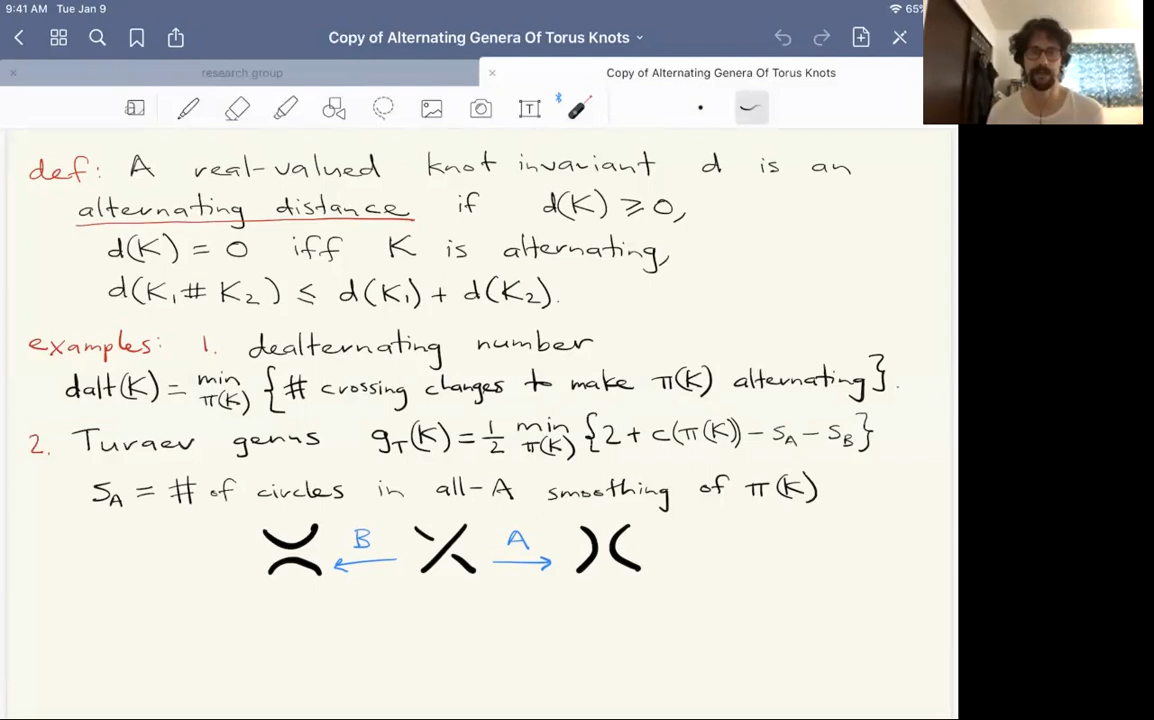 9:41 AM Tue Jan 9 65%
Copy of Alternating Genera Of Torus Knots
research group
Copy of Alternating Genera Of Torus Knots
T
def: A real-valued knot invariant d is an
alternating distance if d(K) ≥ 0,
d(K) = 0 iff K is alternating,
d(K₁ # K₂) ≤ d(K₁) + d(K₂).
examples: 1. dealternating number
dalt(K) = min_{π(K)} {# crossing changes to make π(K) alternating}.
2. Turaev genus g_T(K) = 1/2 min_{π(K)} {2 + c(π(K)) - s_A - s_B}
s_A = # of circles in all-A smoothing of π(K)
B A